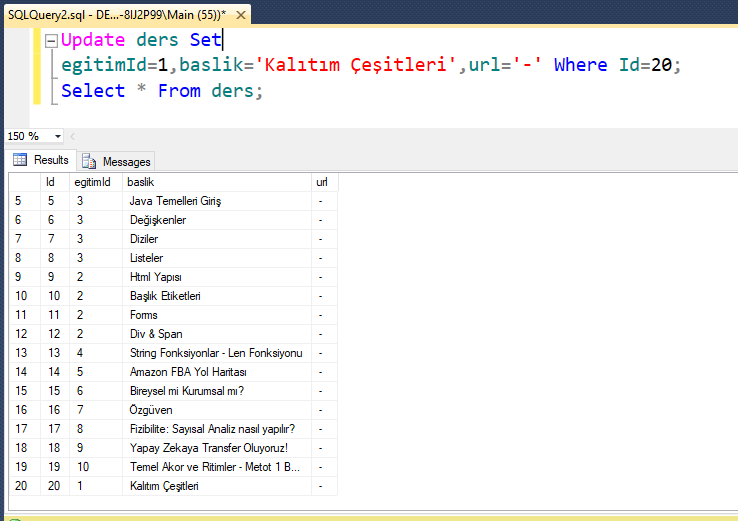 SQLQuery2.sql - DE...-8IJ2P99\Main (55))*
Update ders Set
egitimId=1,baslik='Kalıtım Çeşitleri',url='-' Where Id=20;
Select * From ders;
150 %
Results Messages
Id egitimId baslik url
5 5 3 Java Temelleri Giriş -
6 6 3 Değişkenler -
7 7 3 Diziler -
8 8 3 Listeler -
9 9 2 Html Yapısı -
10 10 2 Başlık Etiketleri -
11 11 2 Forms -
12 12 2 Div & Span -
13 13 4 String Fonksiyonlar - Len Fonksiyonu -
14 14 5 Amazon FBA Yol Haritası -
15 15 6 Bireysel mi Kurumsal mı? -
16 16 7 Özgüven -
17 17 8 Fizibilite: Sayısal Analiz nasıl yapılır? -
18 18 9 Yapay Zekaya Transfer Oluyoruz! -
19 19 10 Temel Akor ve Ritimler - Metot 1 B... -
20 20 1 Kalıtım Çeşitleri -